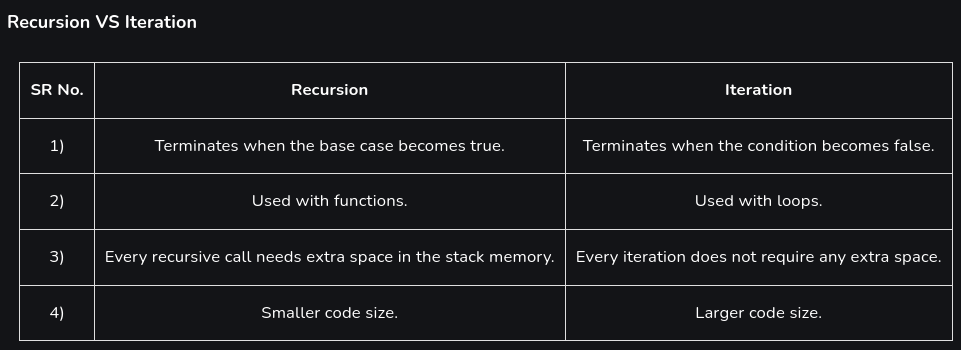 Recursion VS Iteration
SR No. Recursion Iteration
1) Terminates when the base case becomes true. Terminates when the condition becomes false.
2) Used with functions. Used with loops.
3) Every recursive call needs extra space in the stack memory. Every iteration does not require any extra space.
4) Smaller code size. Larger code size.